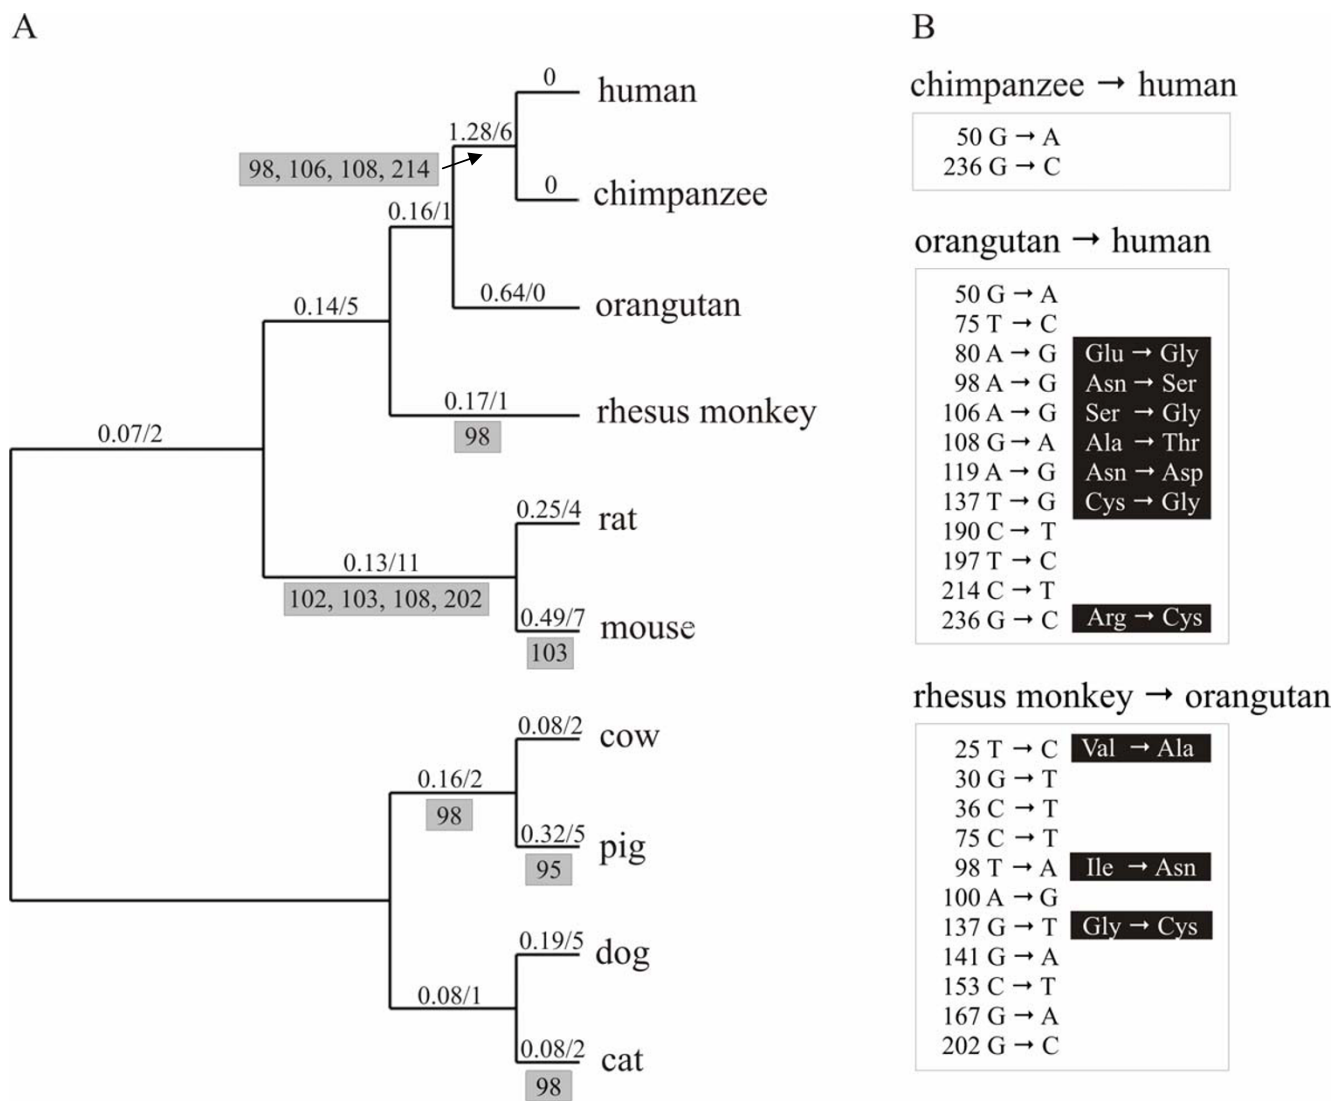 A
0
human
1.28/6
98, 106, 108, 214
0
chimpanzee
0.16/1
0.64/0
orangutan
0.14/5
0.17/1
rhesus monkey
98
0.07/2
0.25/4
rat
0.13/11
102, 103, 108, 202
0.49/7
mouse
103
0.08/2
cow
0.16/2
98
0.32/5
pig
95
0.19/5
dog
0.08/1
0.08/2
cat
98
B
chimpanzee → human
50 G → A
236 G → C
orangutan → human
50 G → A
75 T → C
80 A → G Glu → Gly
98 A → G Asn → Ser
106 A → G Ser → Gly
108 G → A Ala → Thr
119 A → G Asn → Asp
137 T → G Cys → Gly
190 C → T
197 T → C
214 C → T
236 G → C Arg → Cys
rhesus monkey → orangutan
25 T → C Val → Ala
30 G → T
36 C → T
75 C → T
98 T → A Ile → Asn
100 A → G
137 G → T Gly → Cys
141 G → A
153 C → T
167 G → A
202 G → C